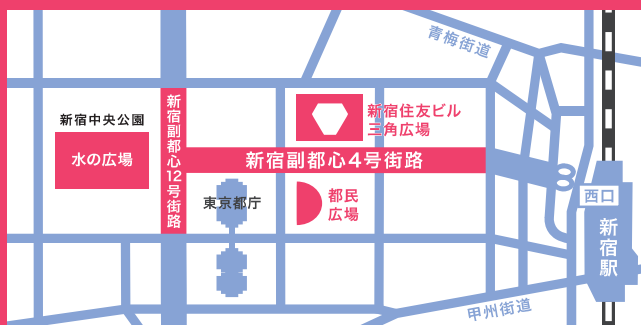 青梅街道
新宿中央公園
水の広場
新宿副都心12号街路
新宿住友ビル
三角広場
新宿副都心4号街路
東京都庁
都民
広場
西口
新宿駅
甲州街道